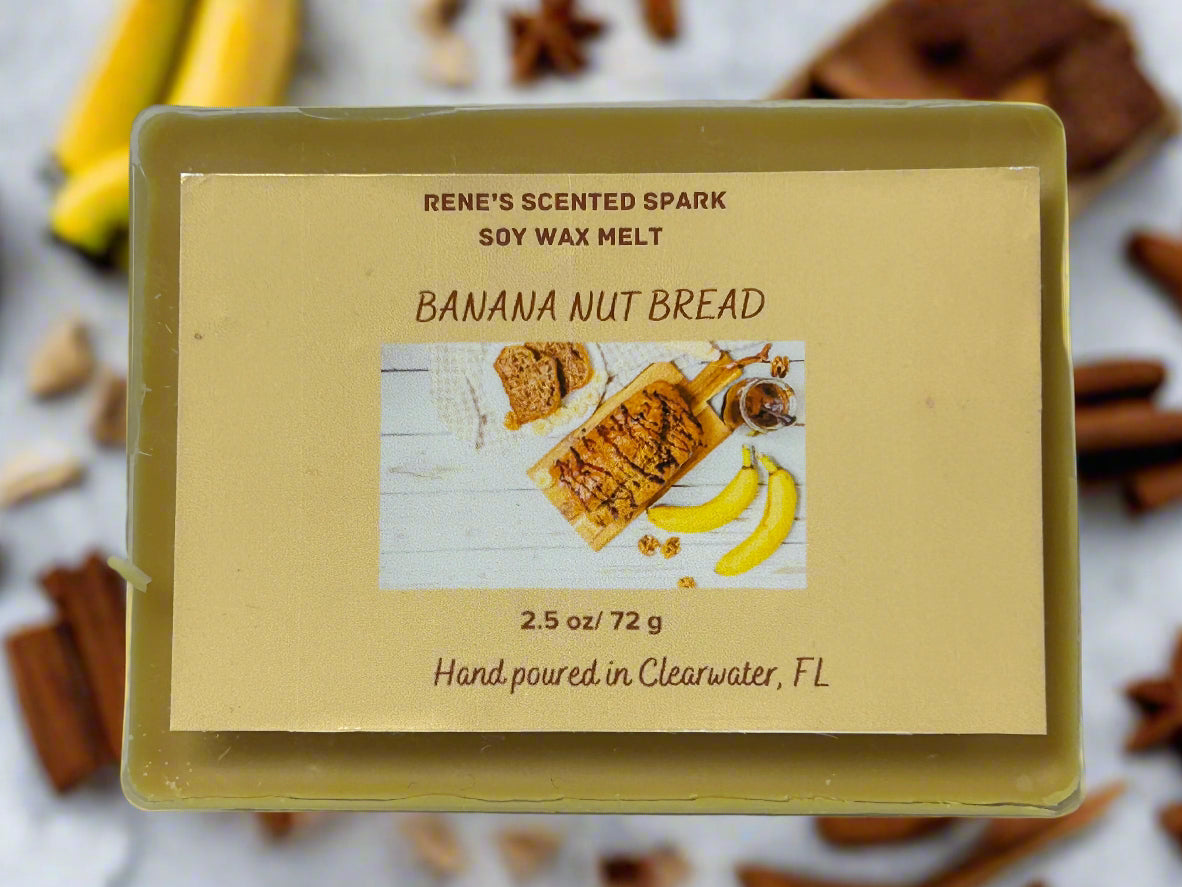 RENE'S SCENTED SPARK
SOY WAX MELT
BANANA NUT BREAD
2.5 oz/ 72 g
Hand poured in Clearwater, FL